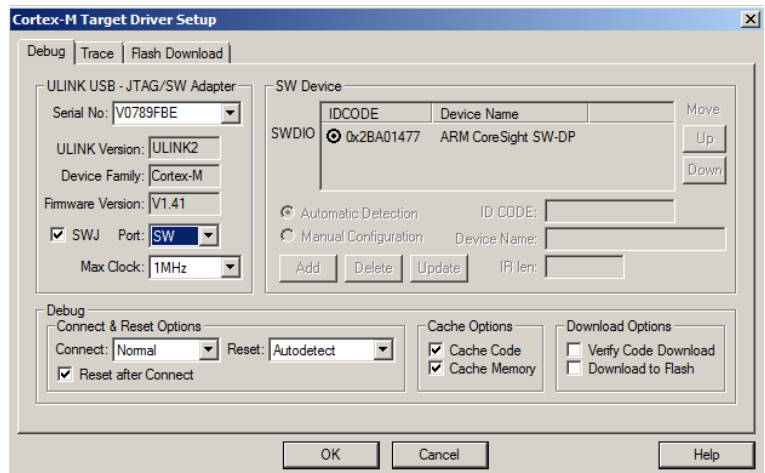 Cortex-M Target Driver Setup
Debug Trace Flash Download
ULINK USB - JTAG/SW Adapter
Serial No: V0789FBE
ULINK Version: ULINK2
Device Family: Cortex-M
Firmware Version: V1.41
SWJ Port: SW
Max Clock: 1MHz
SW Device
IDCODE Device Name
SWDIO 0x2BA01477 ARM CoreSight SW-DP
Move
Up
Down
Automatic Detection ID CODE:
Manual Configuration Device Name:
Add Delete Update IR len:
Debug
Connect & Reset Options
Connect: Normal Reset: Autodetect
Reset after Connect
Cache Options
Cache Code
Cache Memory
Download Options
Verify Code Download
Download to Flash
OK Cancel Help